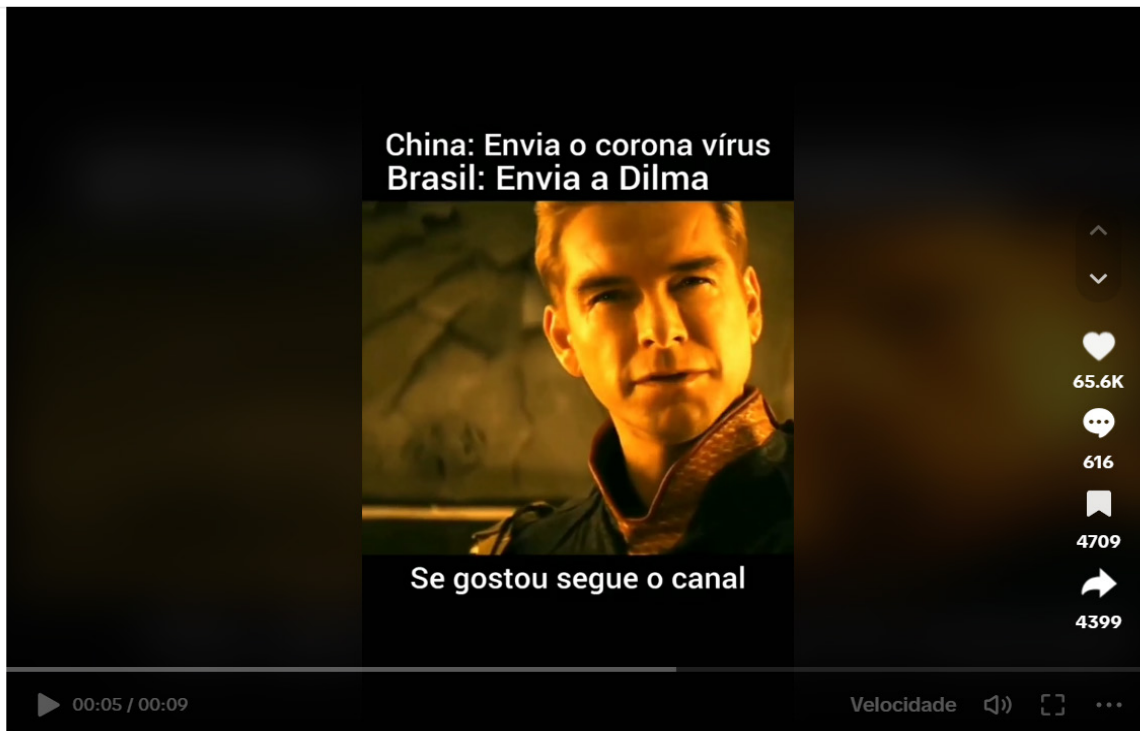 China: Envia o corona vírus
Brasil: Envia a Dilma
Se gostou segue o canal
65.6K
616
4709
4399
00:05 / 00:09
Velocidade